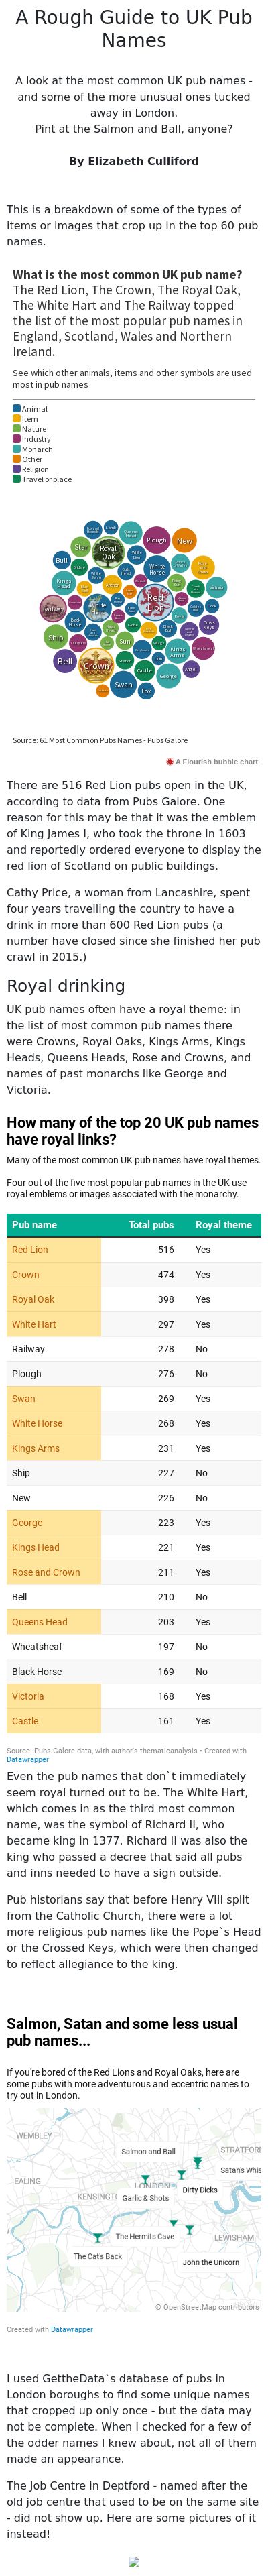 A Rough Guide to UK Pub
Names
A look at the most common UK pub names -
and some of the more unusual ones tucked
away in London.
Pint at the Salmon and Ball, anyone?
By Elizabeth Culliford
This is a breakdown of some of the types of
items or images that crop up in the top 60 pub
names.
What is the most common UK pub name?
The Red Lion, The Crown, The Royal Oak,
The White Hart and The Railway topped
the list of the most popular pub names in
England, Scotland, Wales and Northern
Ireland.
See which other animals, items and other symbols are used
most in pub names
Animal
Item
Nature
Industry
Monarch
Other
Religion
Travel or place
Plough
New
Star
Royal
Oak
Bull
White
Horse
Kings
Head
Railway
Red
Lion
Ship
Black
Horse
Sun
Cross
Keys
Kings
Arms
Bell
Crown
Castle
George
Angel
Swan
Fox
Source: 61 Most Common Pubs Names - Pubs Galore
A Flourish bubble chart
There are 516 Red Lion pubs open in the UK,
according to data from Pubs Galore. One
reason for this may be that it was the emblem
of King James I, who took the throne in 1603
and reportedly ordered everyone to display the
red lion of Scotland on public buildings.
Cathy Price, a woman from Lancashire, spent
four years travelling the country to have a
drink in more than 600 Red Lion pubs (a
number have closed since she finished her pub
crawl in 2015.)
Royal drinking
UK pub names often have a royal theme: in
the list of most common pub names there
were Crowns, Royal Oaks, Kings Arms, Kings
Heads, Queens Heads, Rose and Crowns, and
names of past monarchs like George and
Victoria.
How many of the top 20 UK pub names
have royal links?
Many of the most common UK pub names have royal themes.
Four out of the five most popular pub names in the UK use
royal emblems or images associated with the monarchy.
Pub name Total pubs Royal theme
Red Lion 516 Yes
Crown 474 Yes
Royal Oak 398 Yes
White Hart 297 Yes
Railway 278 No
Plough 276 No
Swan 269 Yes
White Horse 268 Yes
Kings Arms 231 Yes
Ship 227 No
New 226 No
George 223 Yes
Kings Head 221 Yes
Rose and Crown 211 Yes
Bell 210 No
Queens Head 203 Yes
Wheatsheaf 197 No
Black Horse 169 No
Victoria 168 Yes
Castle 161 Yes
Source: Pubs Galore data, with author's thematicanalysis • Created with
Datawrapper
Even the pub names that don`t immediately
seem royal turned out to be. The White Hart,
which comes in as the third most common
name, was the symbol of Richard II, who
became king in 1377. Richard II was also the
king who passed a decree that said all pubs
and inns needed to have a sign outside.
Pub historians say that before Henry VIII split
from the Catholic Church, there were a lot
more religious pub names like the Pope`s Head
or the Crossed Keys, which were then changed
to reflect allegiance to the king.
Salmon, Satan and some less usual
pub names...
If you're bored of the Red Lions and Royal Oaks, here are
some pubs with more adventurous and eccentric names to
try out in London.
WEMBLEY
Salmon and Ball
STRATFORD
EALING
LONDON
Satan's Whis
KENSINGTO
Dirty Dicks
Garlic & Shots
The Hermits Cave
LEWISHAM
The Cat's Back
John the Unicorn
© OpenStreetMap contributors
Created with Datawrapper
I used GettheData`s database of pubs in
London boroughs to find some unique names
that cropped up only once - but the data may
not be complete. When I checked for a few of
the odder names I knew about, not all of them
made an appearance.
The Job Centre in Deptford - named after the
old job centre that used to be on the same site
- did not show up. Here are some pictures of it
instead!